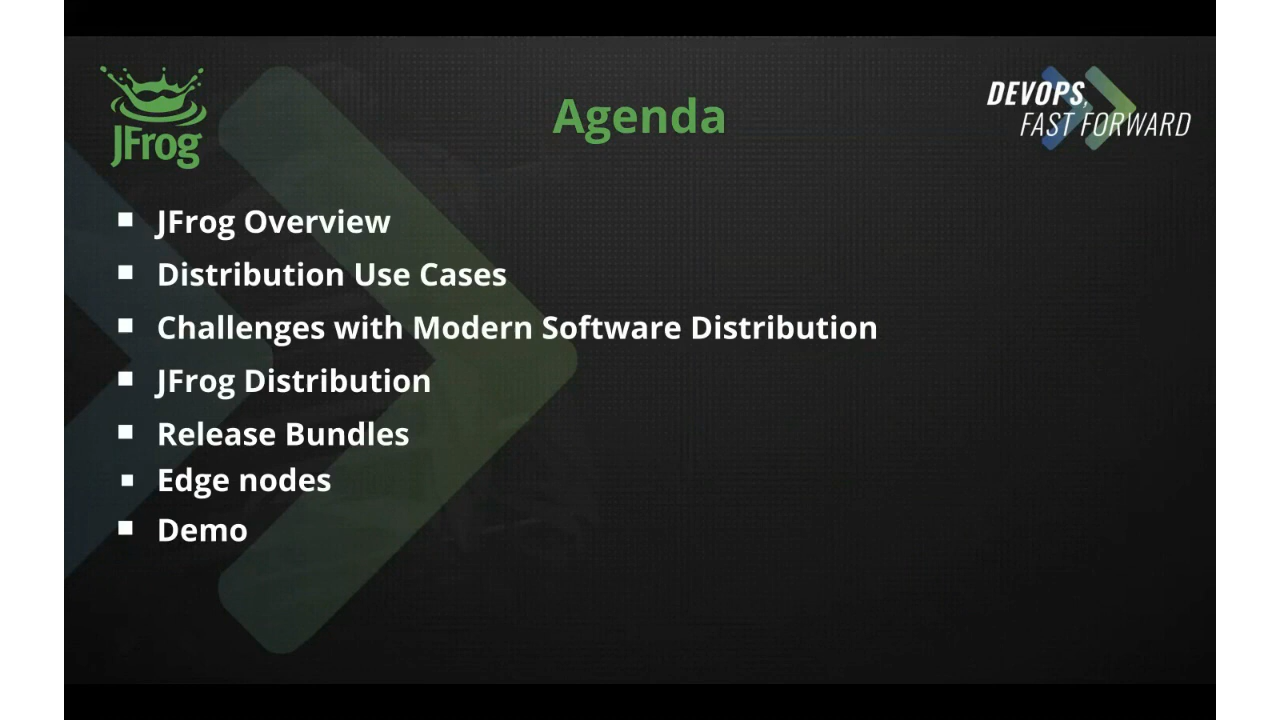 JFrog
Agenda
DEVOPS,
FAST FORWARD
JFrog Overview
Distribution Use Cases
Challenges with Modern Software Distribution
JFrog Distribution
Release Bundles
Edge nodes
Demo